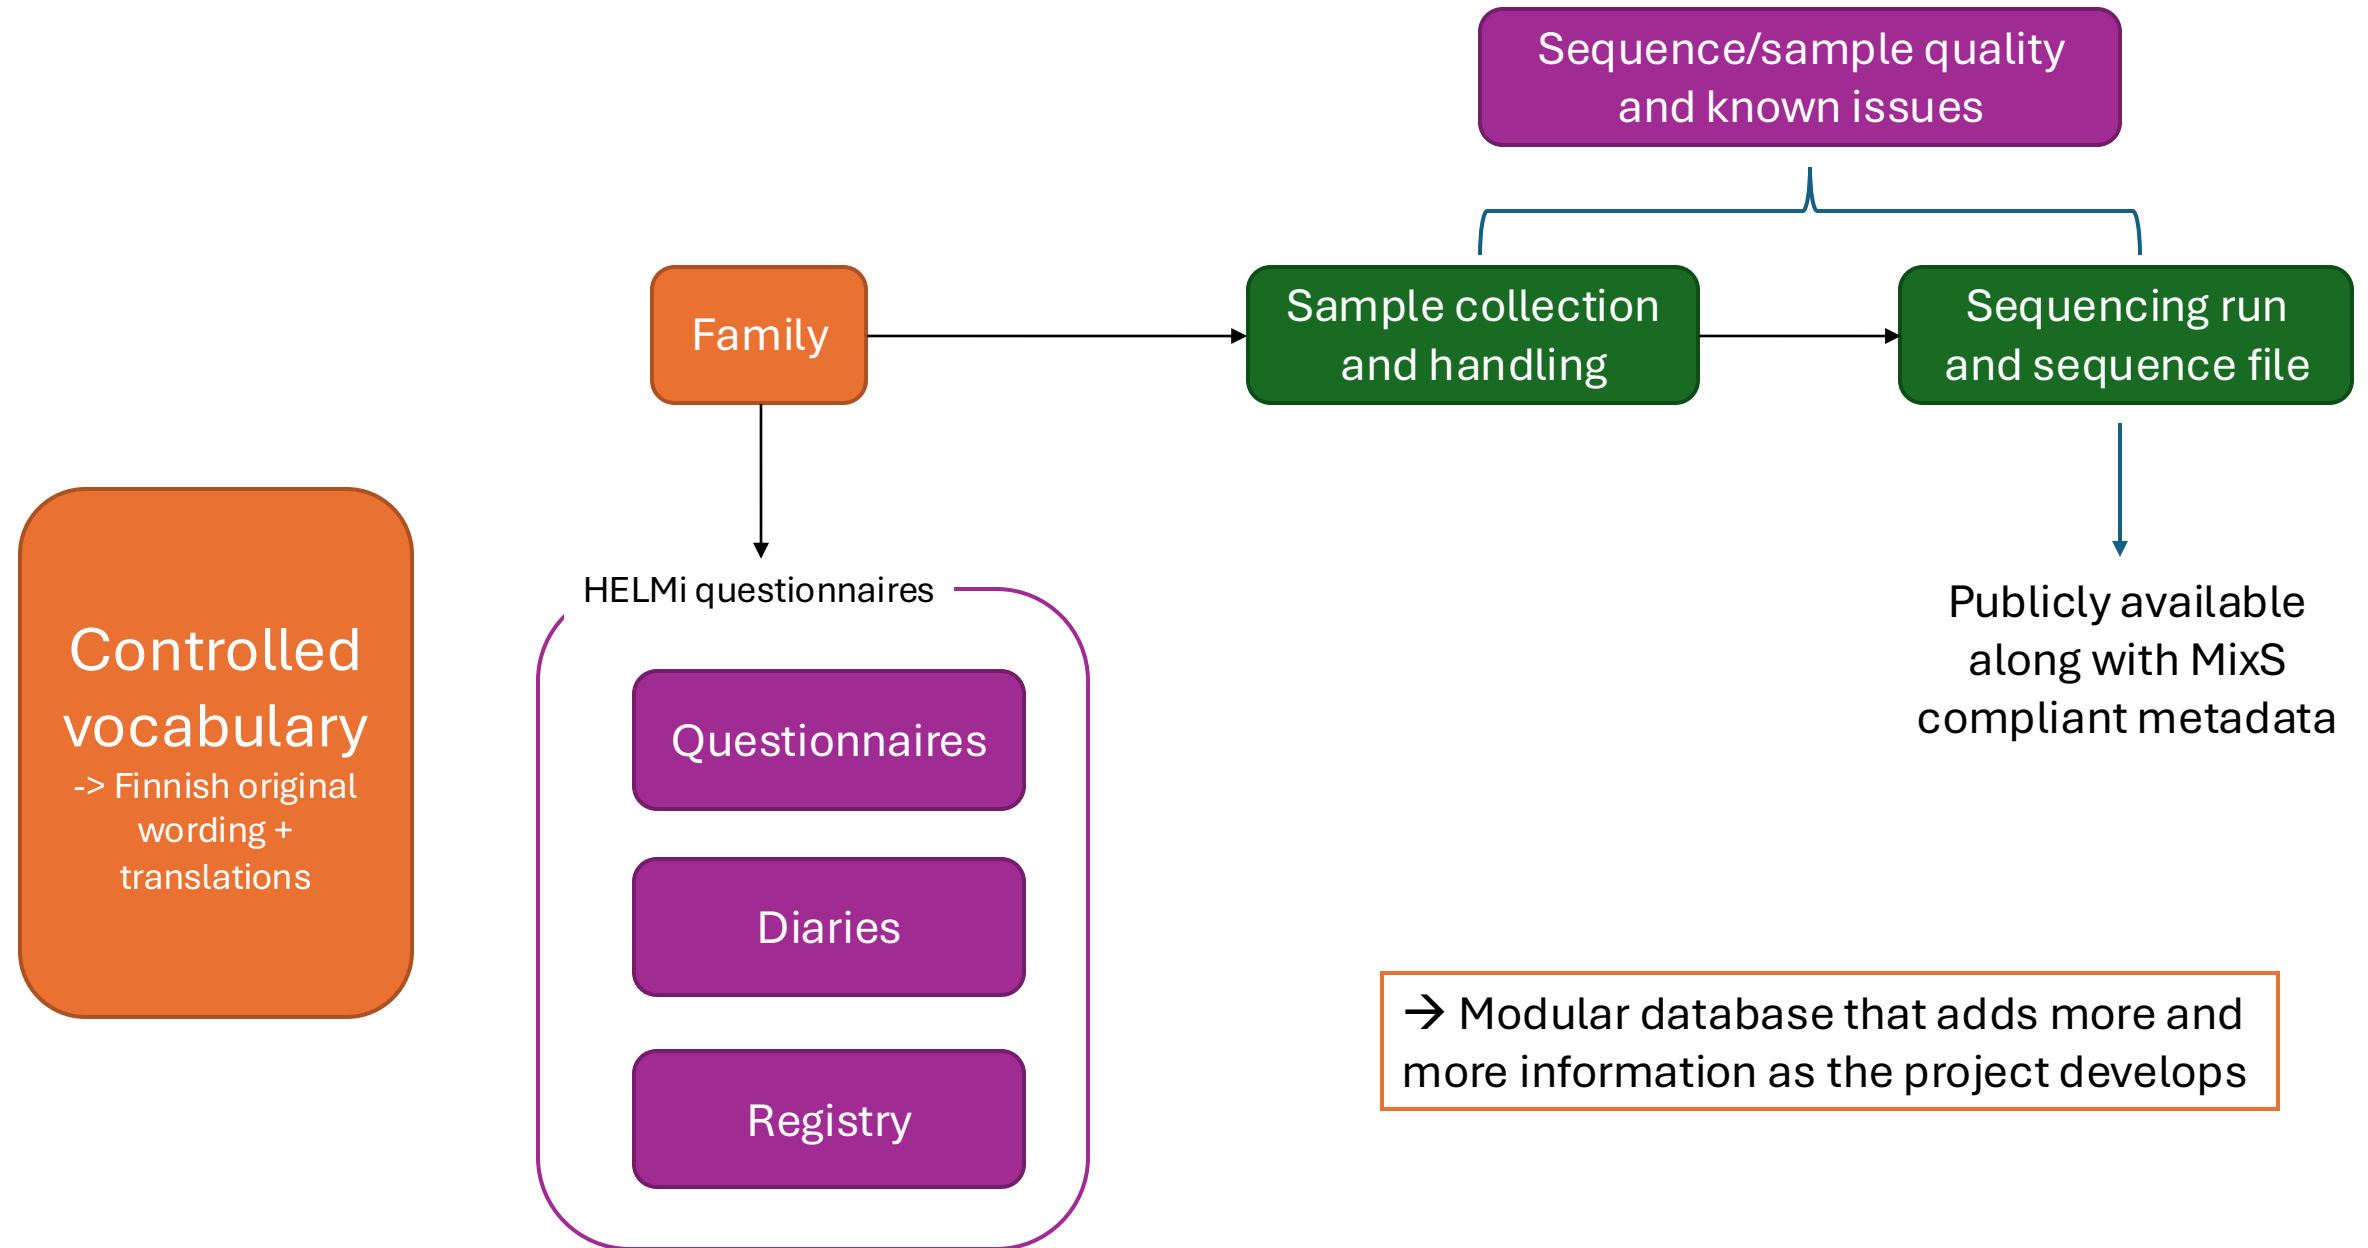 Sequence/sample quality
and known issues
Family
Sample collection
and handling
Sequencing run
and sequence file
Controlled
vocabulary
-> Finnish original
wording +
translations
HELMi questionnaires
Questionnaires
Diaries
Registry
Publicly available
along with MixS
compliant metadata
→ Modular database that adds more and
more information as the project develops